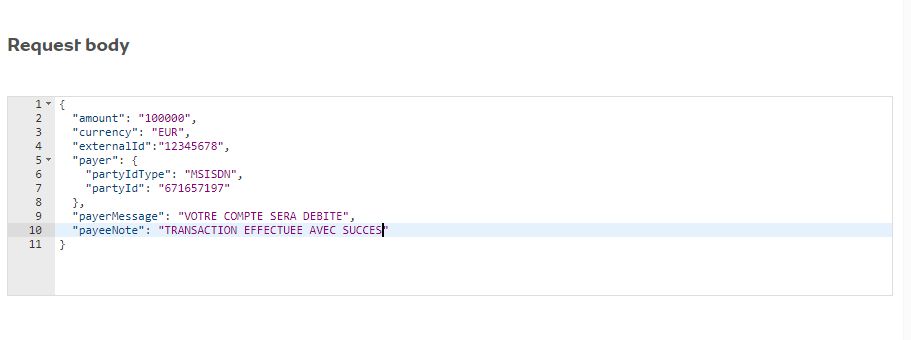 Request body
1 {
2 "amount": "100000",
3 "currency": "EUR",
4 "externalId":"12345678",
5 "payer": {
6 "partyIdType": "MSISDN",
7 "partyId": "671657197"
8 },
9 "payerMessage": "VOTRE COMPTE SERA DEBITE",
10 "payeeNote": "TRANSACTION EFFECTUEE AVEC SUCCES"
11 }